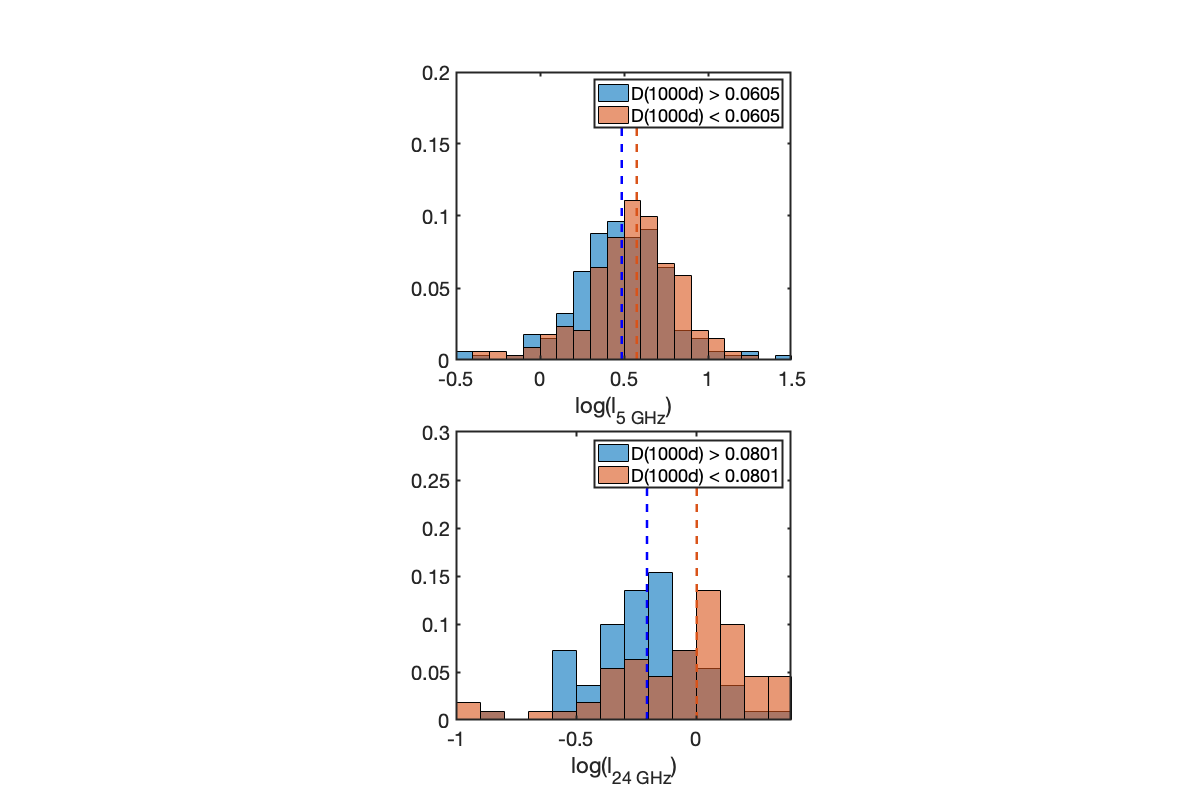 0.2
D(1000d) > 0.0605
D(1000d) < 0.0605
0.15
0.1
0.05
0
-0.5 0 0.5 1 1.5
log(I5 GHz)
0.3
D(1000d) > 0.0801
D(1000d) < 0.0801
0.25
0.2
0.15
0.1
0.05
0
-1 -0.5 0
log(I24 GHz)